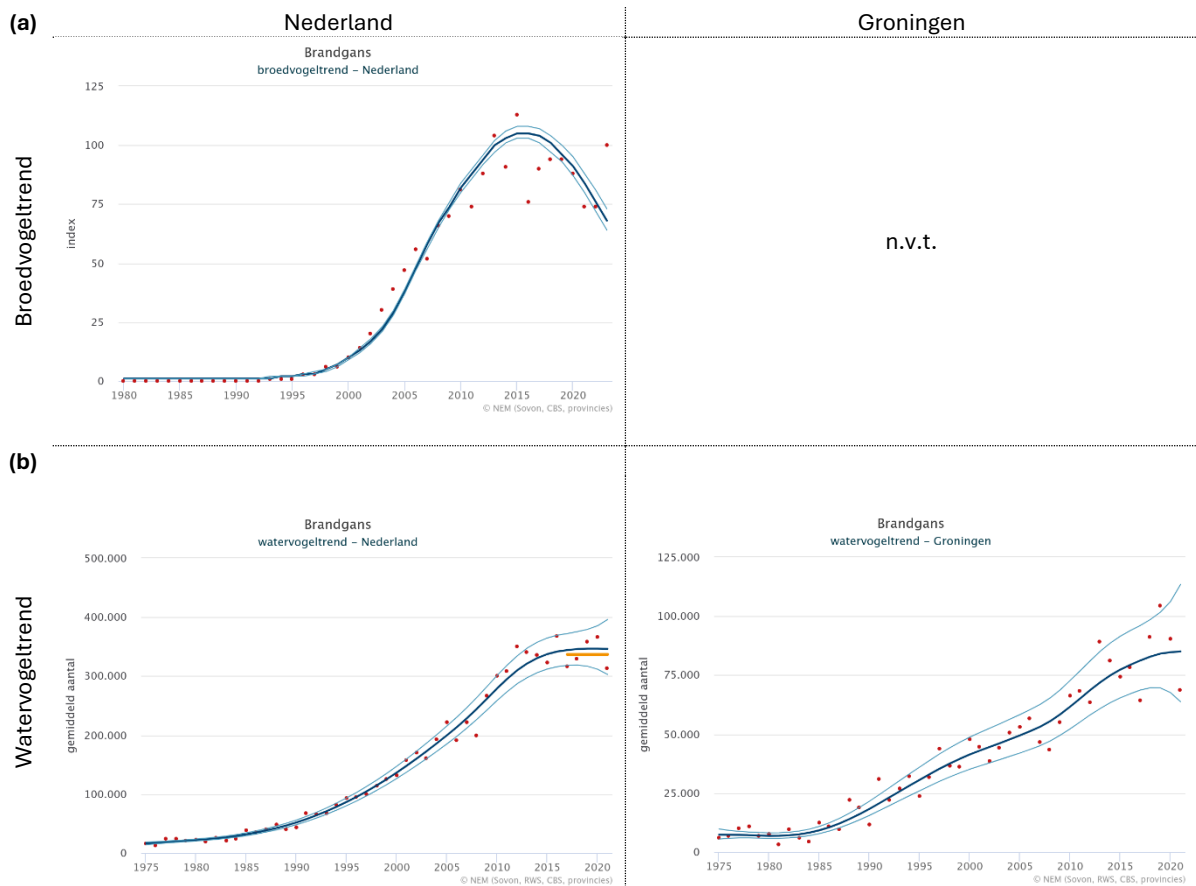 (a)
Nederland
Groningen
Broedvogeltrend
Brandgans
broedvogeltrend – Nederland
125
100
75
50
25
0
index
1980 1985 1990 1995 2000 2005 2010 2015 2020
© NEM (Sovon, CBS, provincies)
n.v.t.
(b)
Watervogeltrend
Brandgans
watervogeltrend – Nederland
500.000
400.000
300.000
200.000
100.000
0
gemiddeld aantal
1975 1980 1985 1990 1995 2000 2005 2010 2015 2020
© NEM (Sovon, RWS, CBS, provincies)
Brandgans
watervogeltrend – Groningen
125.000
100.000
75.000
50.000
25.000
0
gemiddeld aantal
1975 1980 1985 1990 1995 2000 2005 2010 2015 2020
© NEM (Sovon, RWS, CBS, provincies)